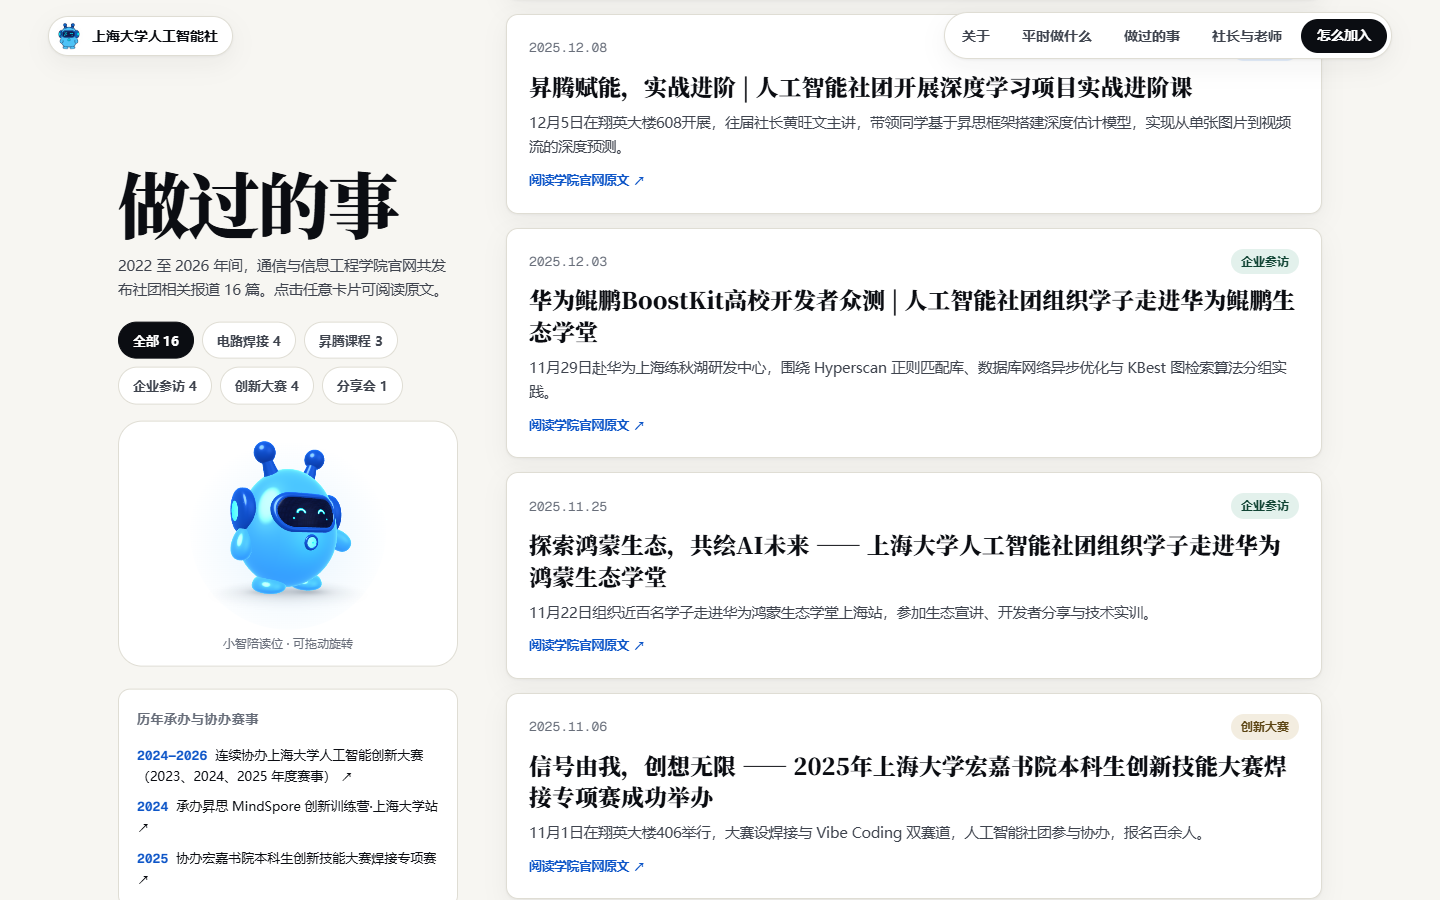 上海大学人工智能社
关于
平时做什么
做过的事
社长与老师
怎么加入
做过的事
2022 至 2026 年间，通信与信息工程学院官网共发
布社团相关报道 16 篇。点击任意卡片可阅读原文。
全部 16
电路焊接 4
昇腾课程 3
企业参访 4
创新大赛 4
分享会 1
小智陪读位 · 可拖动旋转
历年承办与协办赛事
2024—2026 连续协办上海大学人工智能创新大赛
（2023、2024、2025 年度赛事） ↗
2024 承办昇思 MindSpore 创新训练营·上海大学站
↗
2025 协办宏嘉书院本科生创新技能大赛焊接专项赛
↗
2025.12.08
昇腾赋能，实战进阶 | 人工智能社团开展深度学习项目实战进阶课
12月5日在翔英大楼608开展，往届社长黄旺文主讲，带领同学基于昇思框架搭建深度估计模型，实现从单张图片到视频
流的深度预测。
阅读学院官网原文 ↗
2025.12.03
企业参访
华为鲲鹏BoostKit高校开发者众测 | 人工智能社团组织学子走进华为鲲鹏生
态学堂
11月29日赴华为上海练秋湖研发中心，围绕 Hyperscan 正则匹配库、数据库网络异步优化与 KBest 图检索算法分组实
践。
阅读学院官网原文 ↗
2025.11.25
企业参访
探索鸿蒙生态，共绘AI未来 —— 上海大学人工智能社团组织学子走进华为
鸿蒙生态学堂
11月22日组织近百名学子走进华为鸿蒙生态学堂上海站，参加生态宣讲、开发者分享与技术实训。
阅读学院官网原文 ↗
2025.11.06
创新大赛
信号由我，创想无限 —— 2025年上海大学宏嘉书院本科生创新技能大赛焊
接专项赛成功举办
11月1日在翔英大楼406举行，大赛设焊接与 Vibe Coding 双赛道，人工智能社团参与协办，报名百余人。
阅读学院官网原文 ↗